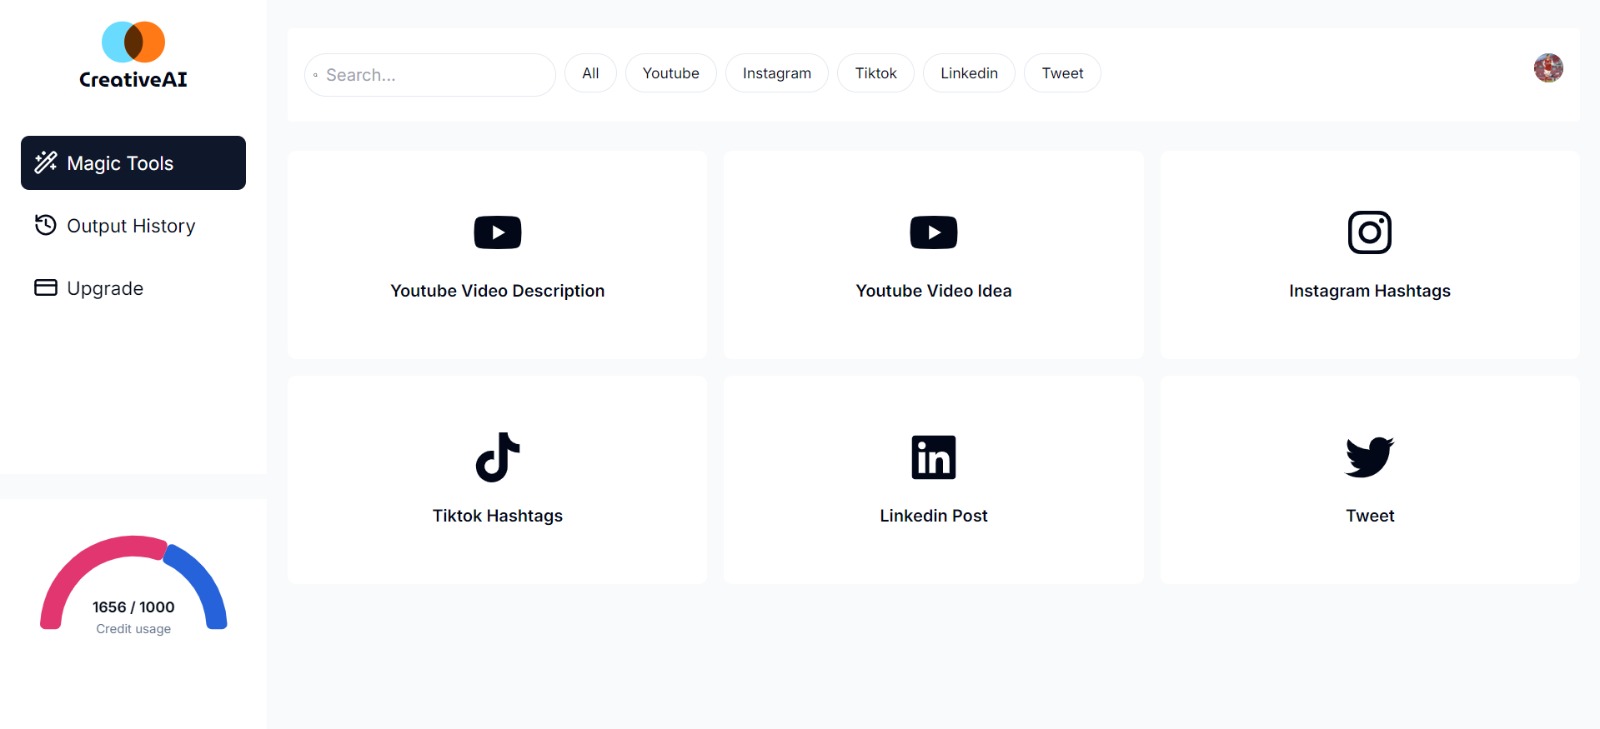 CreativeAI
Magic Tools
Output History
Upgrade
1656 / 1000
Credit usage
Search...
All
Youtube
Instagram
Tiktok
Linkedin
Tweet
Youtube Video Description
Youtube Video Idea
Instagram Hashtags
Tiktok Hashtags
Linkedin Post
Tweet